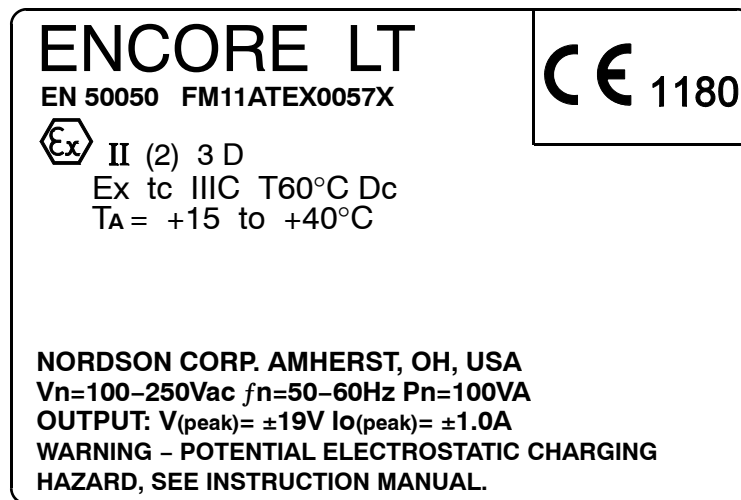 ENCORE LT
CE 1180
EN 50050 FM11ATEX0057X
Ex II (2) 3 D
Ex tc IIIC T60°C Dc
TA = +15 to +40°C
NORDSON CORP. AMHERST, OH, USA
Vn=100–250Vac ƒn=50–60Hz Pn=100VA
OUTPUT: V(peak)= ±19V Io(peak)= ±1.0A
WARNING – POTENTIAL ELECTROSTATIC CHARGING
HAZARD, SEE INSTRUCTION MANUAL.